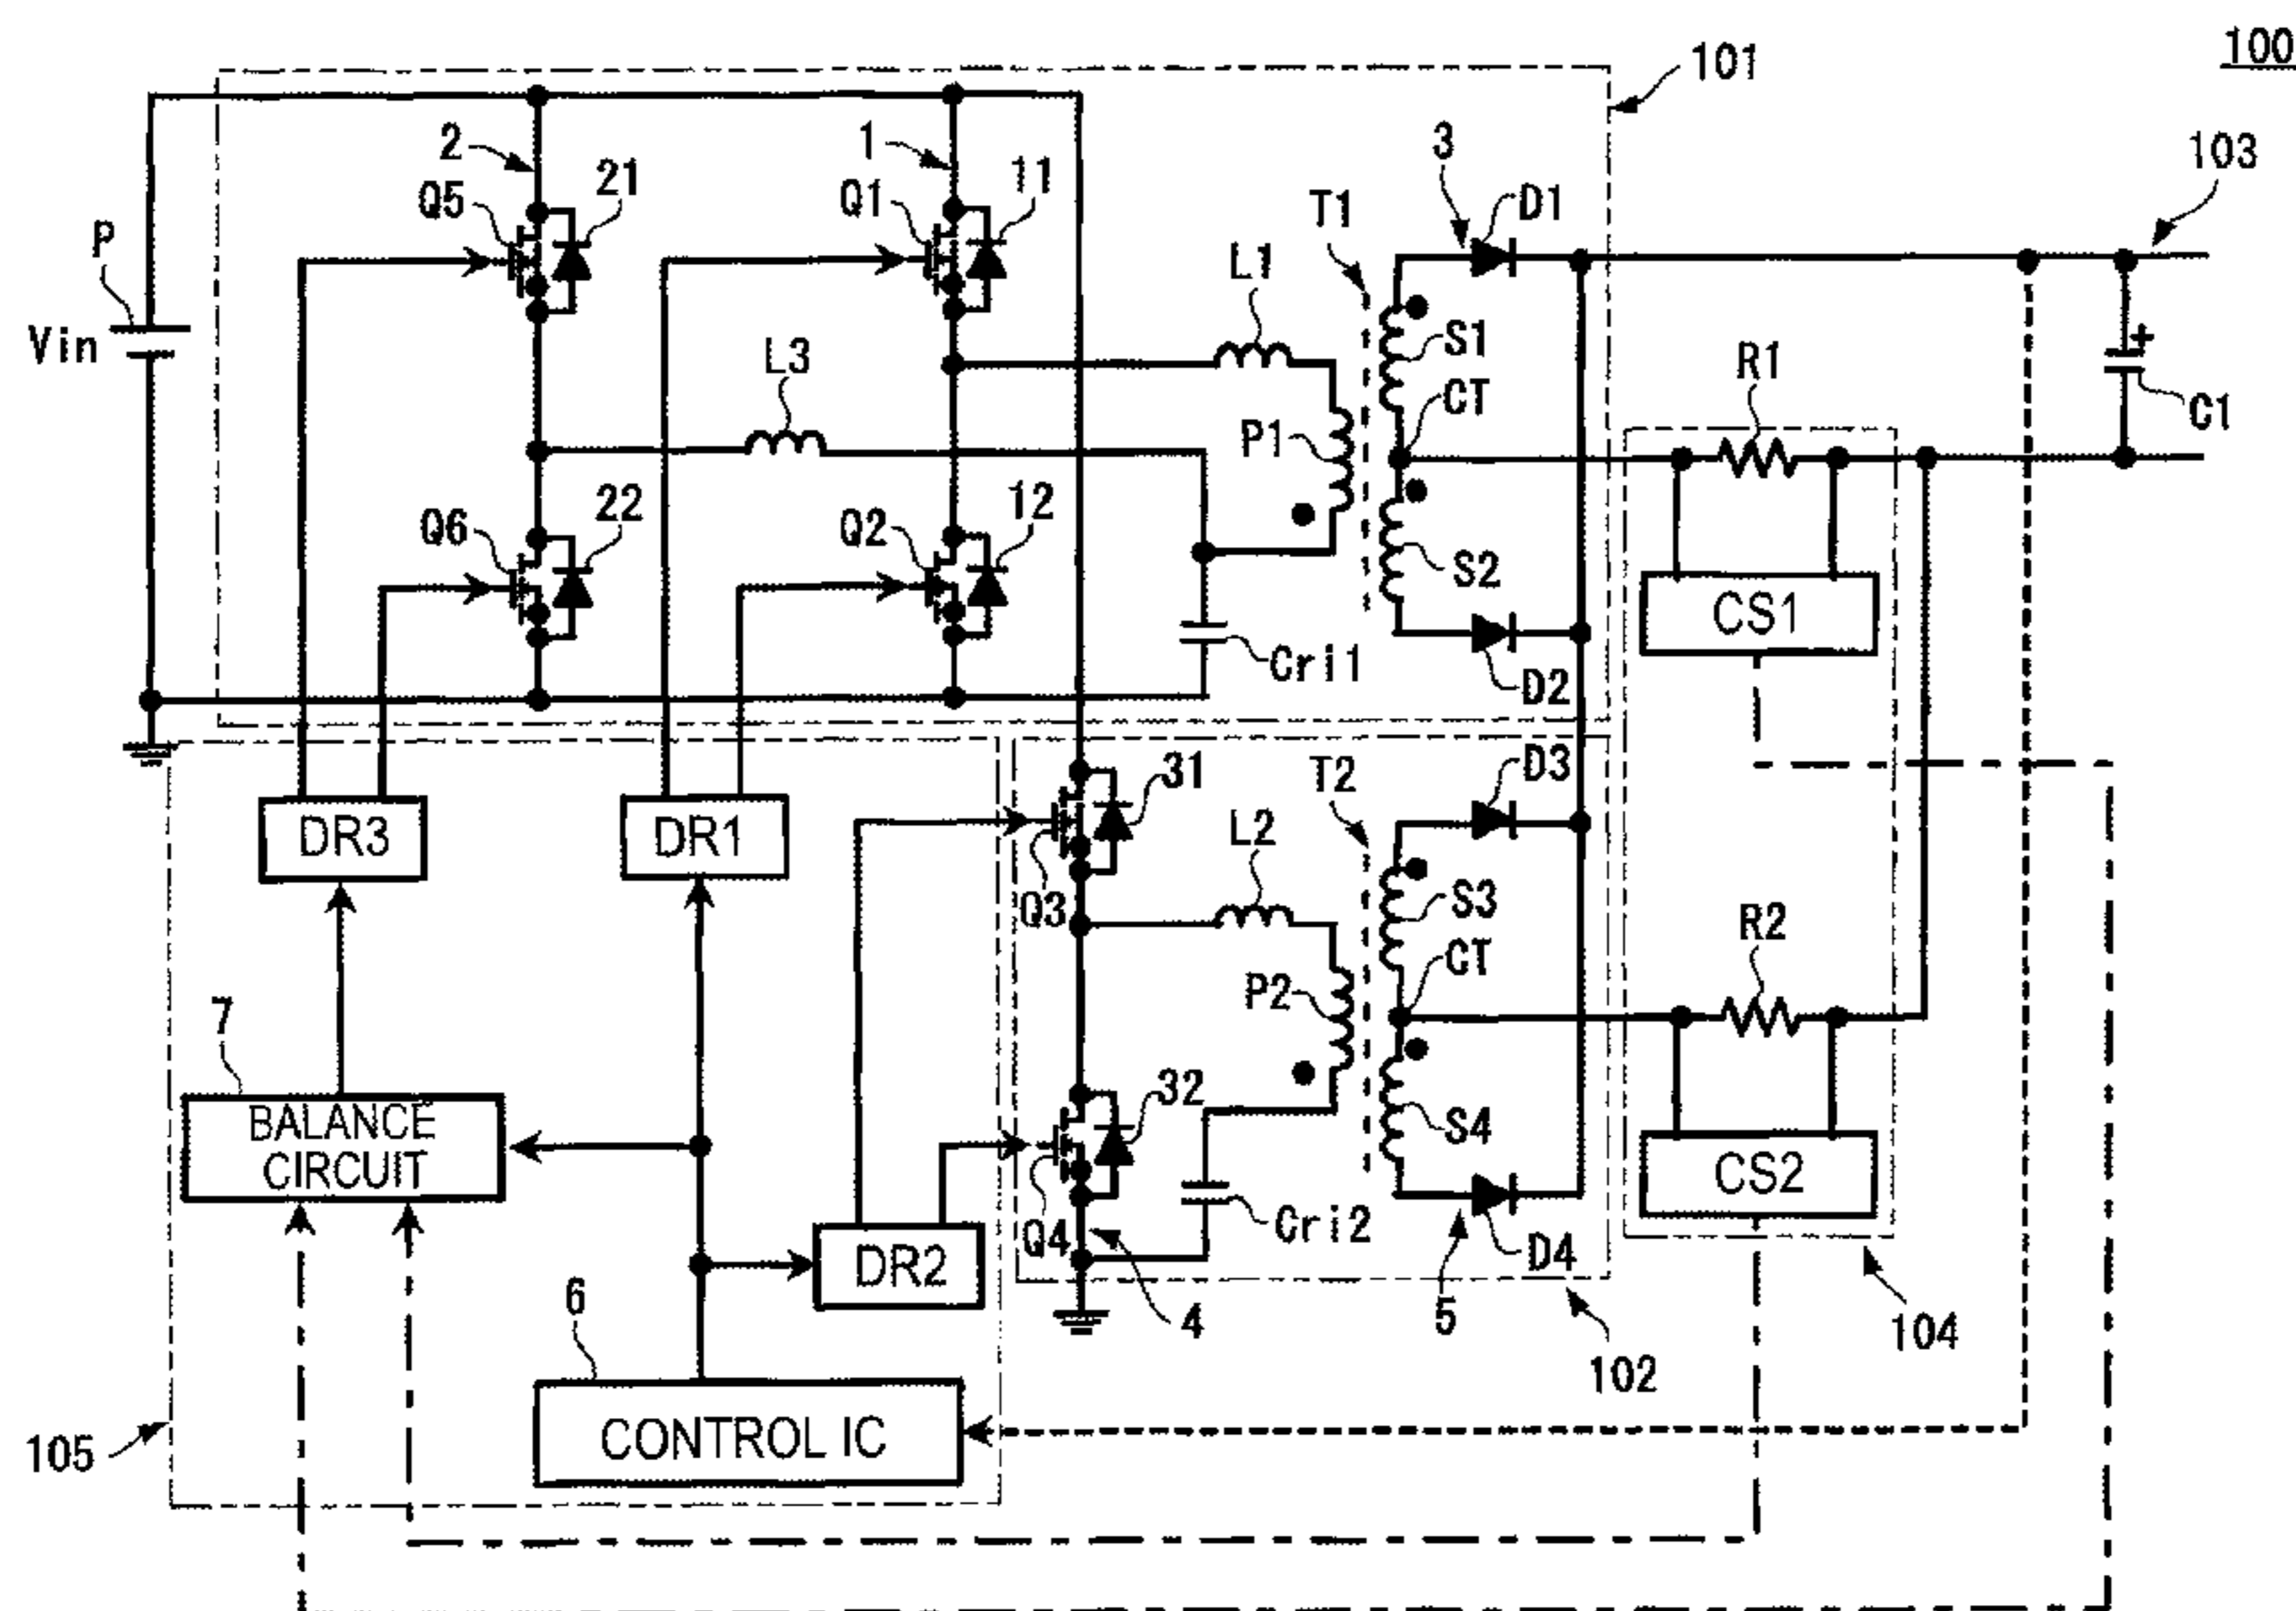 100
101
103
2
21
1
11
3
D1
Q5
Q1
T1
P
L1
Vin
L3
S1
R1
CT
C1
P1
+
Q6
22
Q2
12
S2
CS1
Cri1
D2
31
T2
D3
DR3
DR1
L2
Q3
S3
R2
CT
7
P2
32
BALANCE
CIRCUIT
S4
CS2
Q4
Cri2
DR2
D4
6
4
5
104
102
CONTROL IC
105